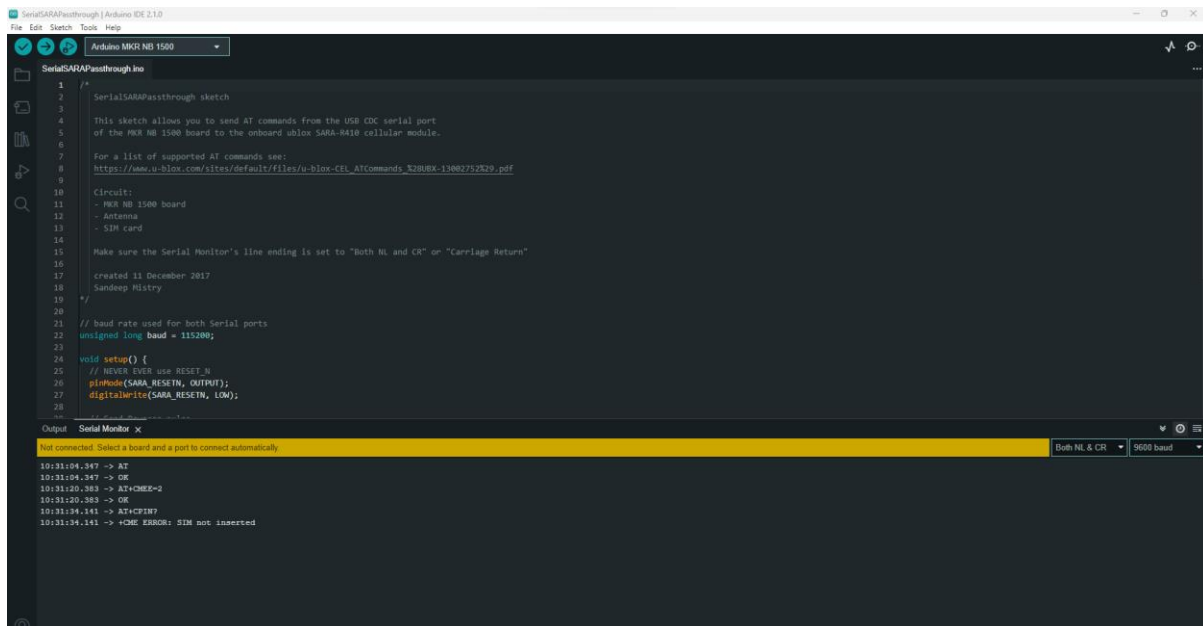 SerialSARAPassthrough | Arduino IDE 2.1.0
File Edit Sketch Tools Help
Arduino MKR NB 1500
SerialSARAPassthrough.ino
1 /*
2 SerialSARAPassthrough sketch
3
4 This sketch allows you to send AT commands from the USB CDC serial port
5 of the MKR NB 1500 board to the onboard ublox SARA-R410 cellular module.
6
7 For a list of supported AT commands see:
8 https://www.u-blox.com/sites/default/files/u-blox-CEL_ATCommands_%28UBX-13002752%29.pdf
9
10 Circuit:
11 - MKR NB 1500 board
12 - Antenna
13 - SIM card
14
15 Make sure the Serial Monitor's line ending is set to "Both NL and CR" or "Carriage Return"
16
17 created 11 December 2017
18 Sandeep Mistry
19 */
20
21 // baud rate used for both Serial ports
22 unsigned long baud = 115200;
23
24 void setup() {
25 // NEVER EVER use RESET_N
26 pinMode(SARA_RESETN, OUTPUT);
27 digitalWrite(SARA_RESETN, LOW);
28
Output Serial Monitor
Not connected. Select a board and a port to connect automatically.
Both NL & CR 9600 baud
10:31:04.347 -> AT
10:31:04.347 -> OK
10:31:20.383 -> AT+CMEE=2
10:31:20.383 -> OK
10:31:34.141 -> AT+CPIN?
10:31:34.141 -> +CME ERROR: SIM not inserted